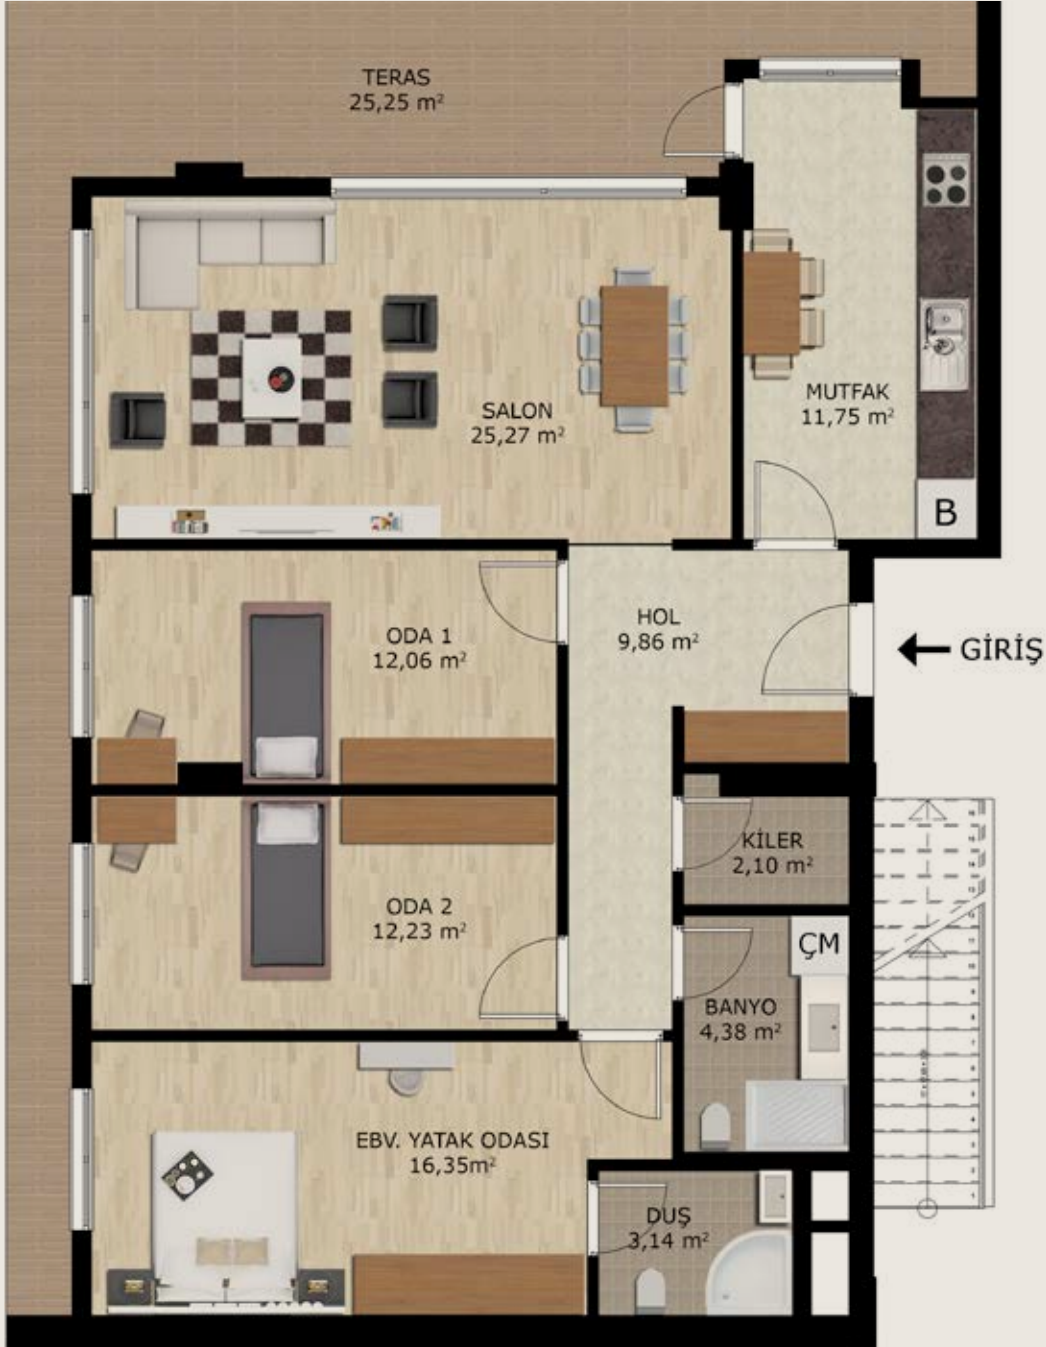 TERAS
25,25 m²
MUTFAK
11,75 m²
SALON
25,27 m²
B
ODA 1
12,06 m²
HOL
9,86 m²
GİRİŞ
KİLER
2,10 m²
ODA 2
12,23 m²
ÇM
BANYO
4,38 m²
EBV. YATAK ODASI
16,35m²
DUŞ
3,14 m²